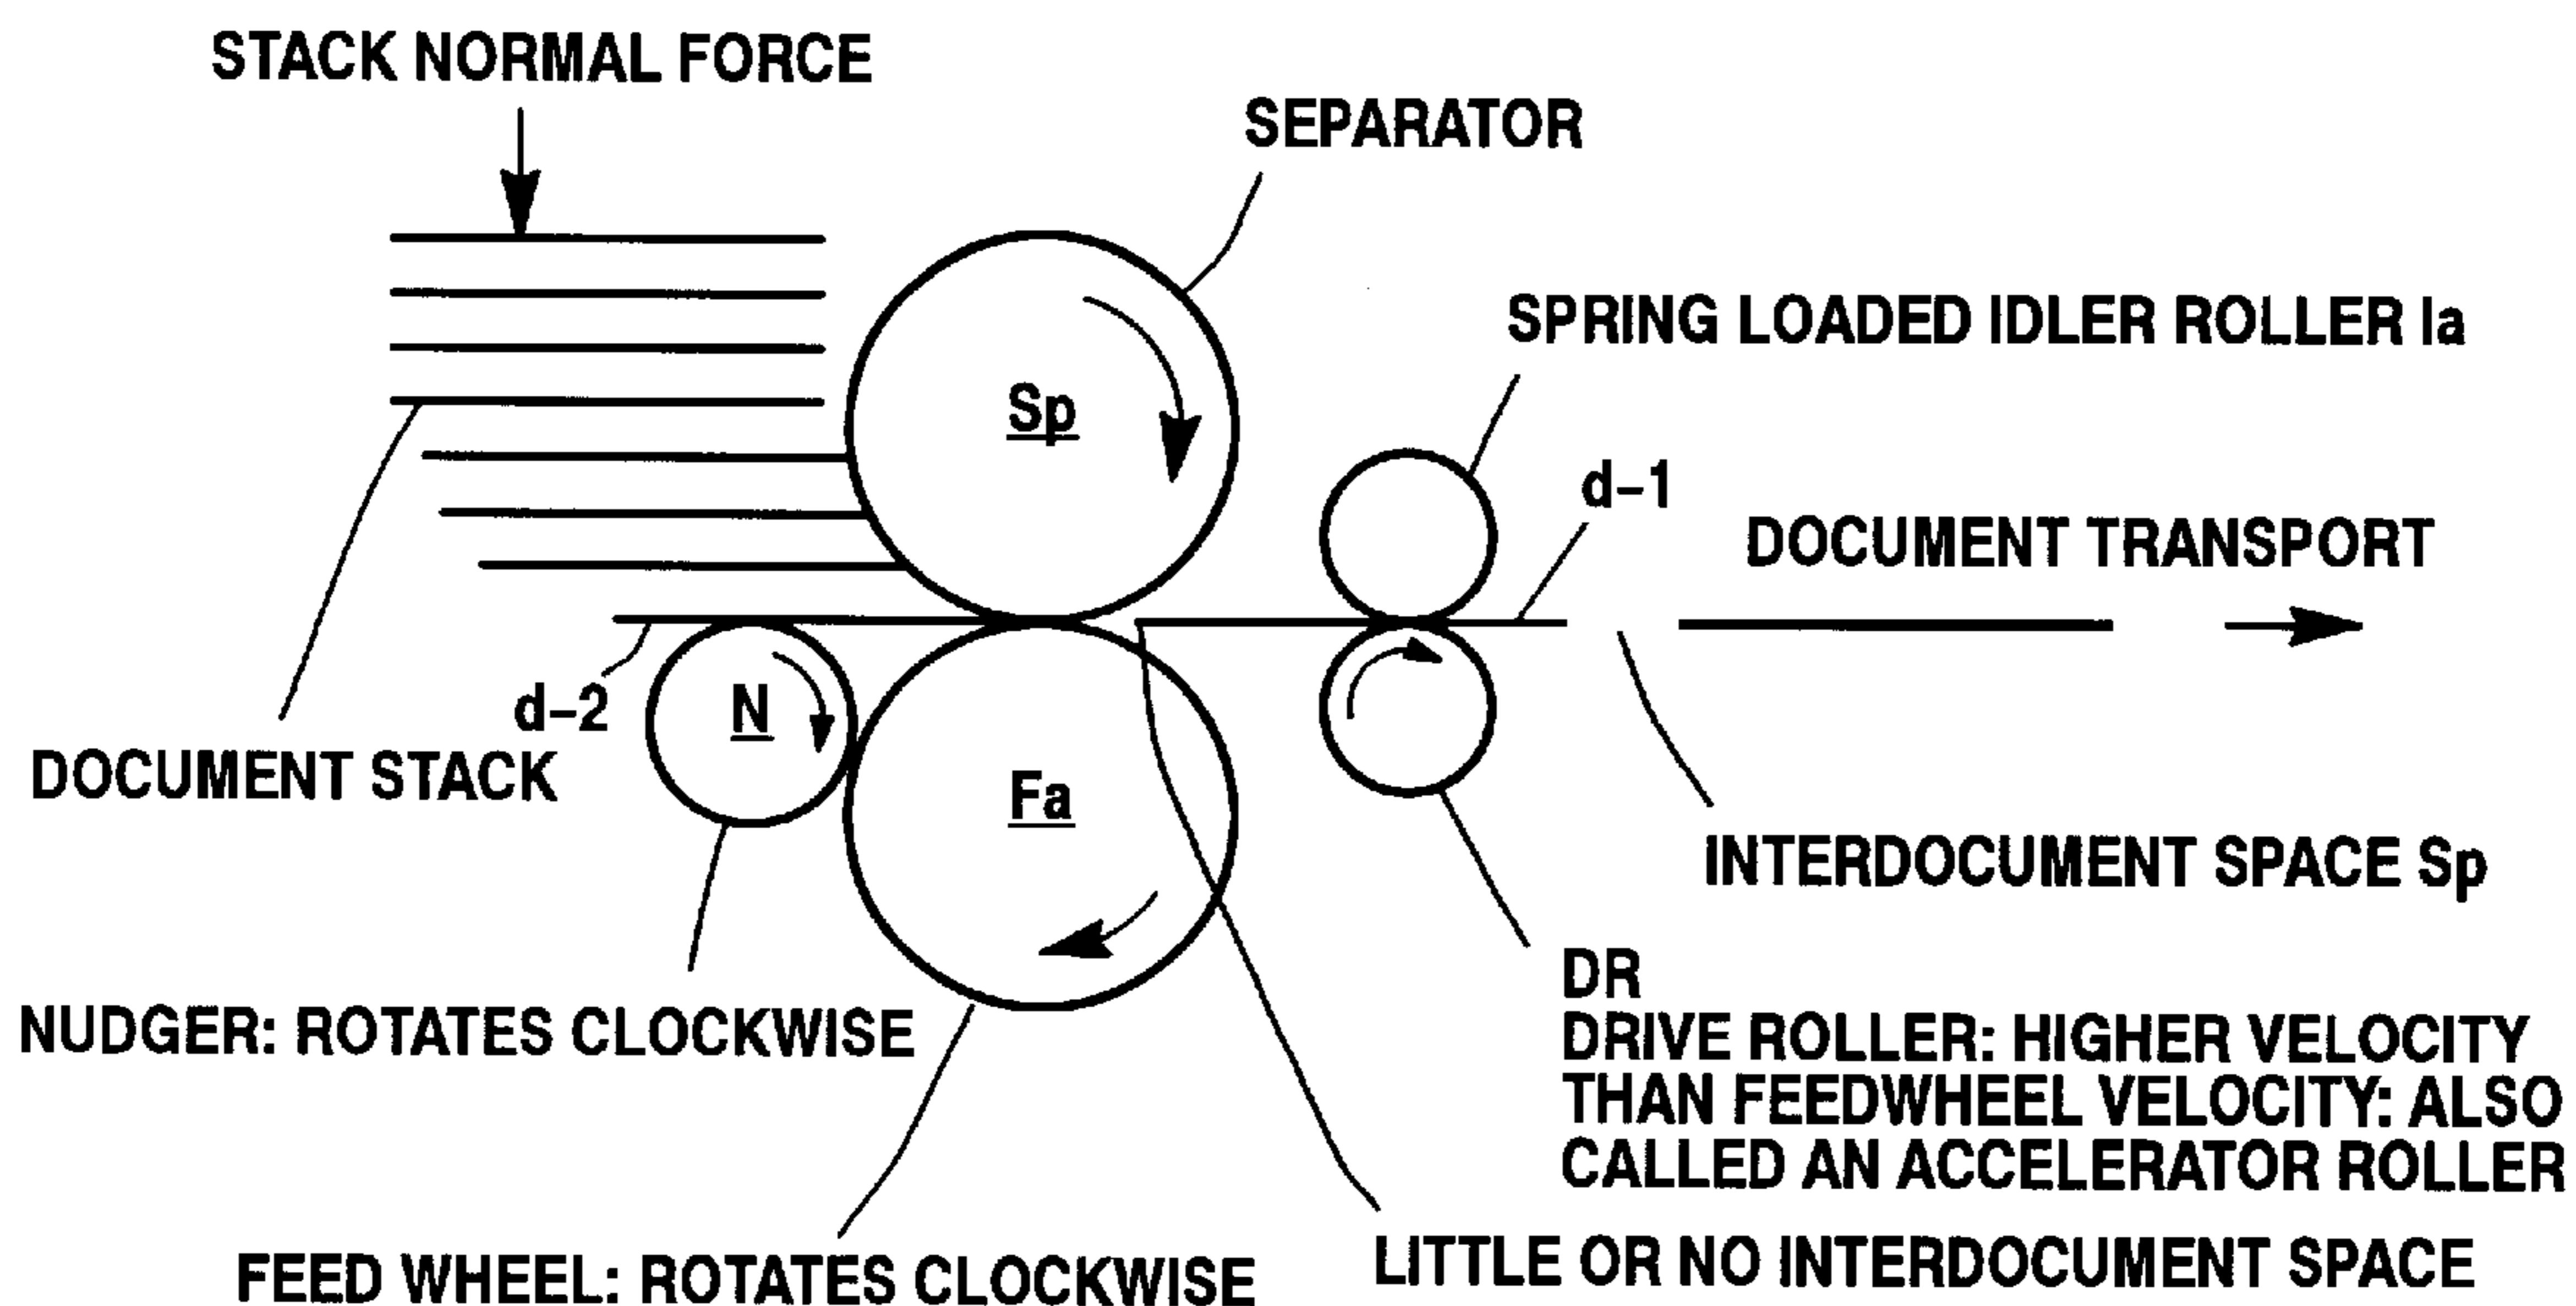 STACK NORMAL FORCE
SEPARATOR
SPRING LOADED IDLER ROLLER Ia
Sp
d-1
DOCUMENT TRANSPORT
d-2
N
DOCUMENT STACK
Fa
INTERDOCUMENT SPACE Sp
NUDGER: ROTATES CLOCKWISE
DR
DRIVE ROLLER: HIGHER VELOCITY
THAN FEEDWHEEL VELOCITY: ALSO
CALLED AN ACCELERATOR ROLLER
LITTLE OR NO INTERDOCUMENT SPACE
FEED WHEEL: ROTATES CLOCKWISE